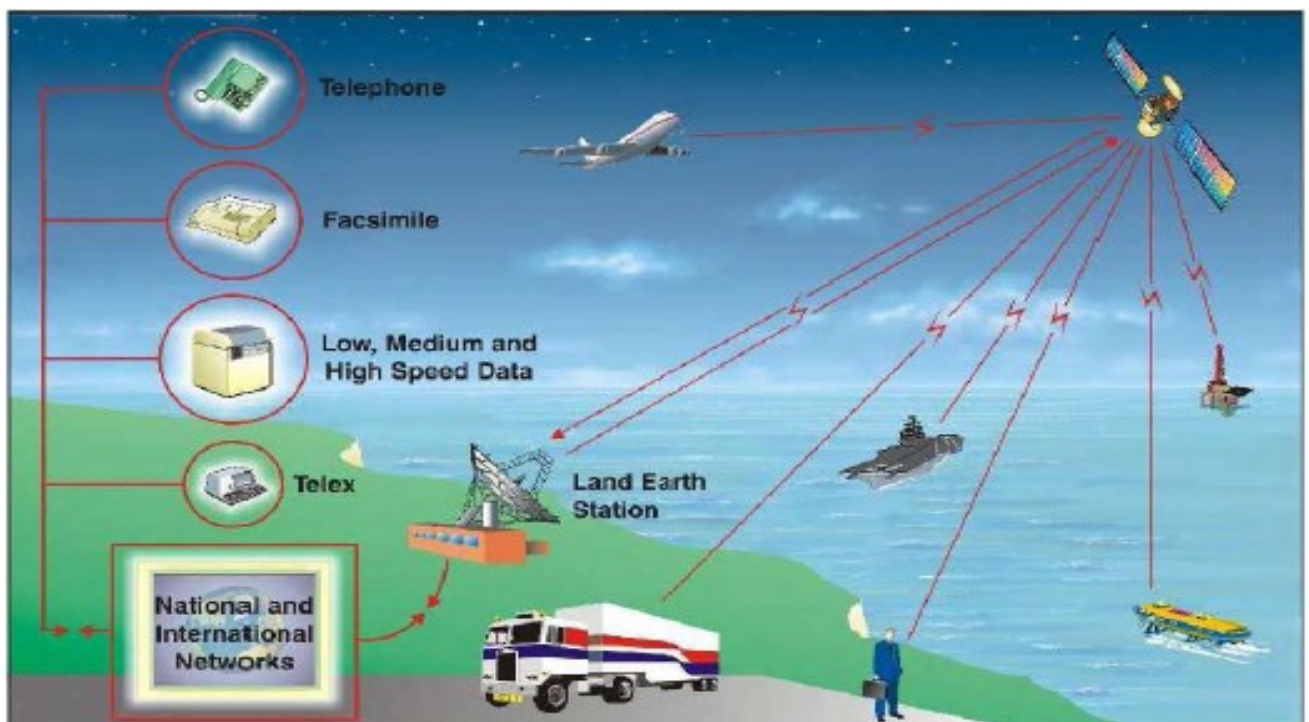 Telephone
Facsimile
Low, Medium and
High Speed Data
Telex
Land Earth
Station
National and
International
Networks